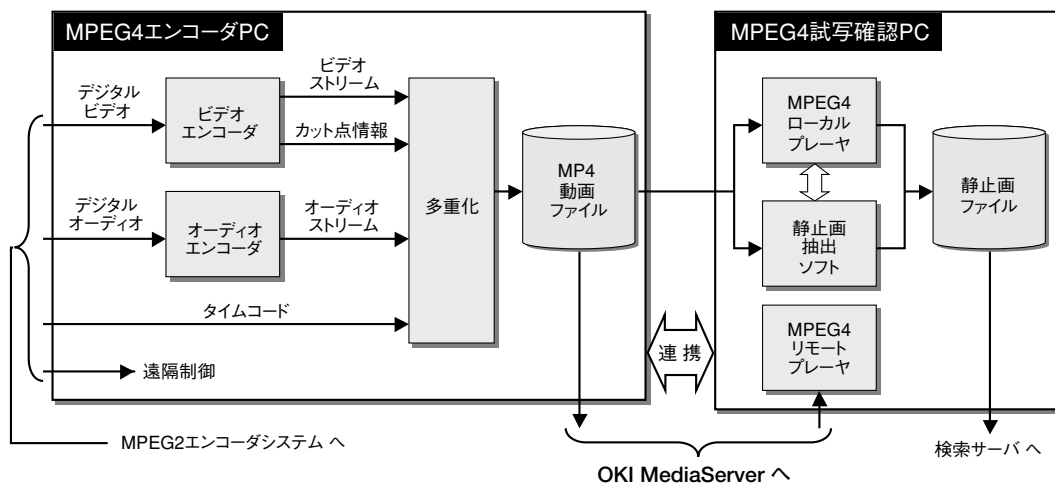 MPEG4エンコーダPC
デジタル
ビデオ
ビデオ
エンコーダ
ビデオ
ストリーム
カット点情報
デジタル
オーディオ
オーディオ
エンコーダ
オーディオ
ストリーム
タイムコード
遠隔制御
多重化
MP4
動画
ファイル
MPEG2エンコーダシステム へ
連 携
MPEG4試写確認PC
MPEG4
ローカル
プレーヤ
静止画
抽出
ソフト
MPEG4
リモート
プレーヤ
静止画
ファイル
OKI MediaServer へ
検索サーバ へ